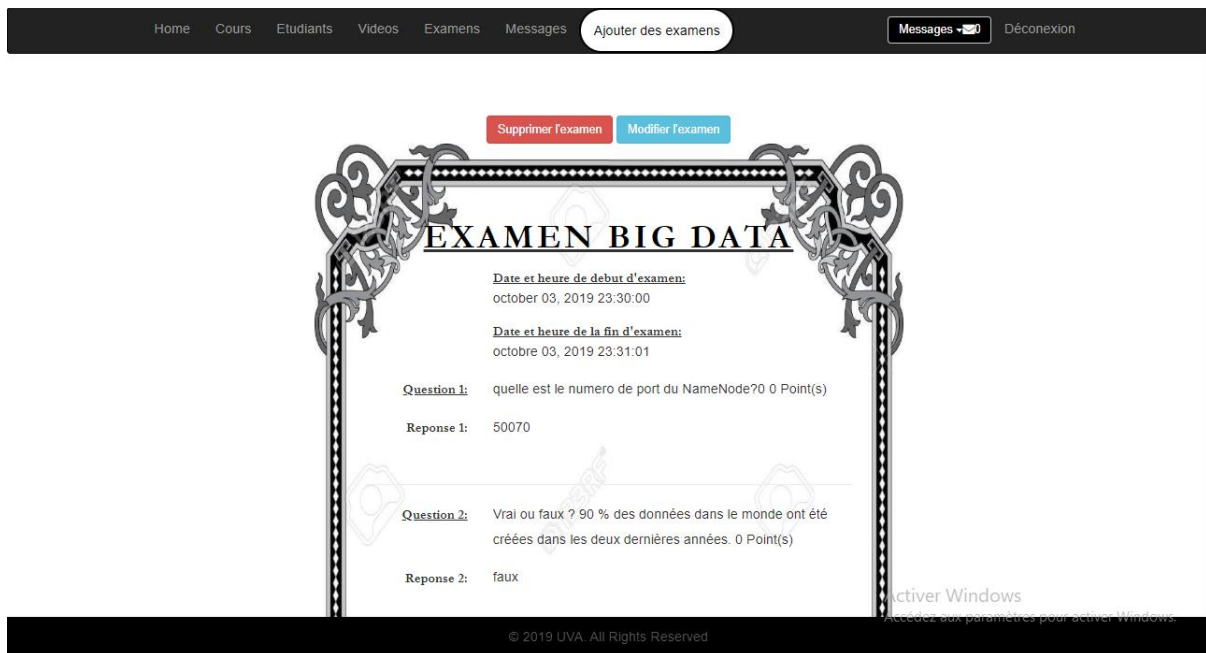 Home Cours Etudiants Videos Examens Messages Ajouter des examens Messages 0 Déconexion
Supprimer l'examen Modifier l'examen
EXAMEN BIG DATA
Date et heure de debut d'examen:
october 03, 2019 23:30:00
Date et heure de la fin d'examen:
octobre 03, 2019 23:31:01
Question 1: quelle est le numero de port du NameNode?0 0 Point(s)
Reponse 1: 50070
123RF
Question 2: Vrai ou faux ? 90 % des données dans le monde ont été
créées dans les deux dernières années. 0 Point(s)
Reponse 2: faux
Activer Windows
Accédez aux paramètres pour activer Windows.
© 2019 UVA. All Rights Reserved